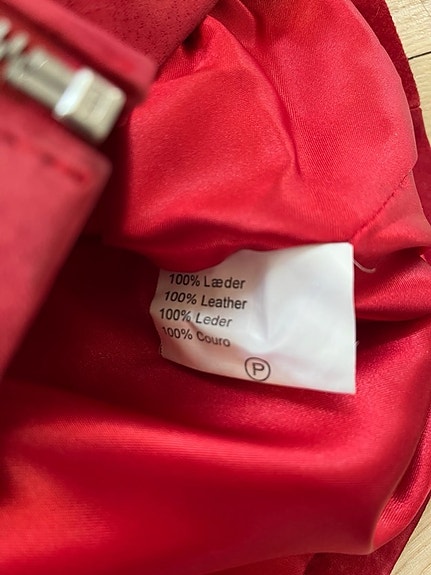 100% Læder
100% Leather
100% Leder
100% Couro
P